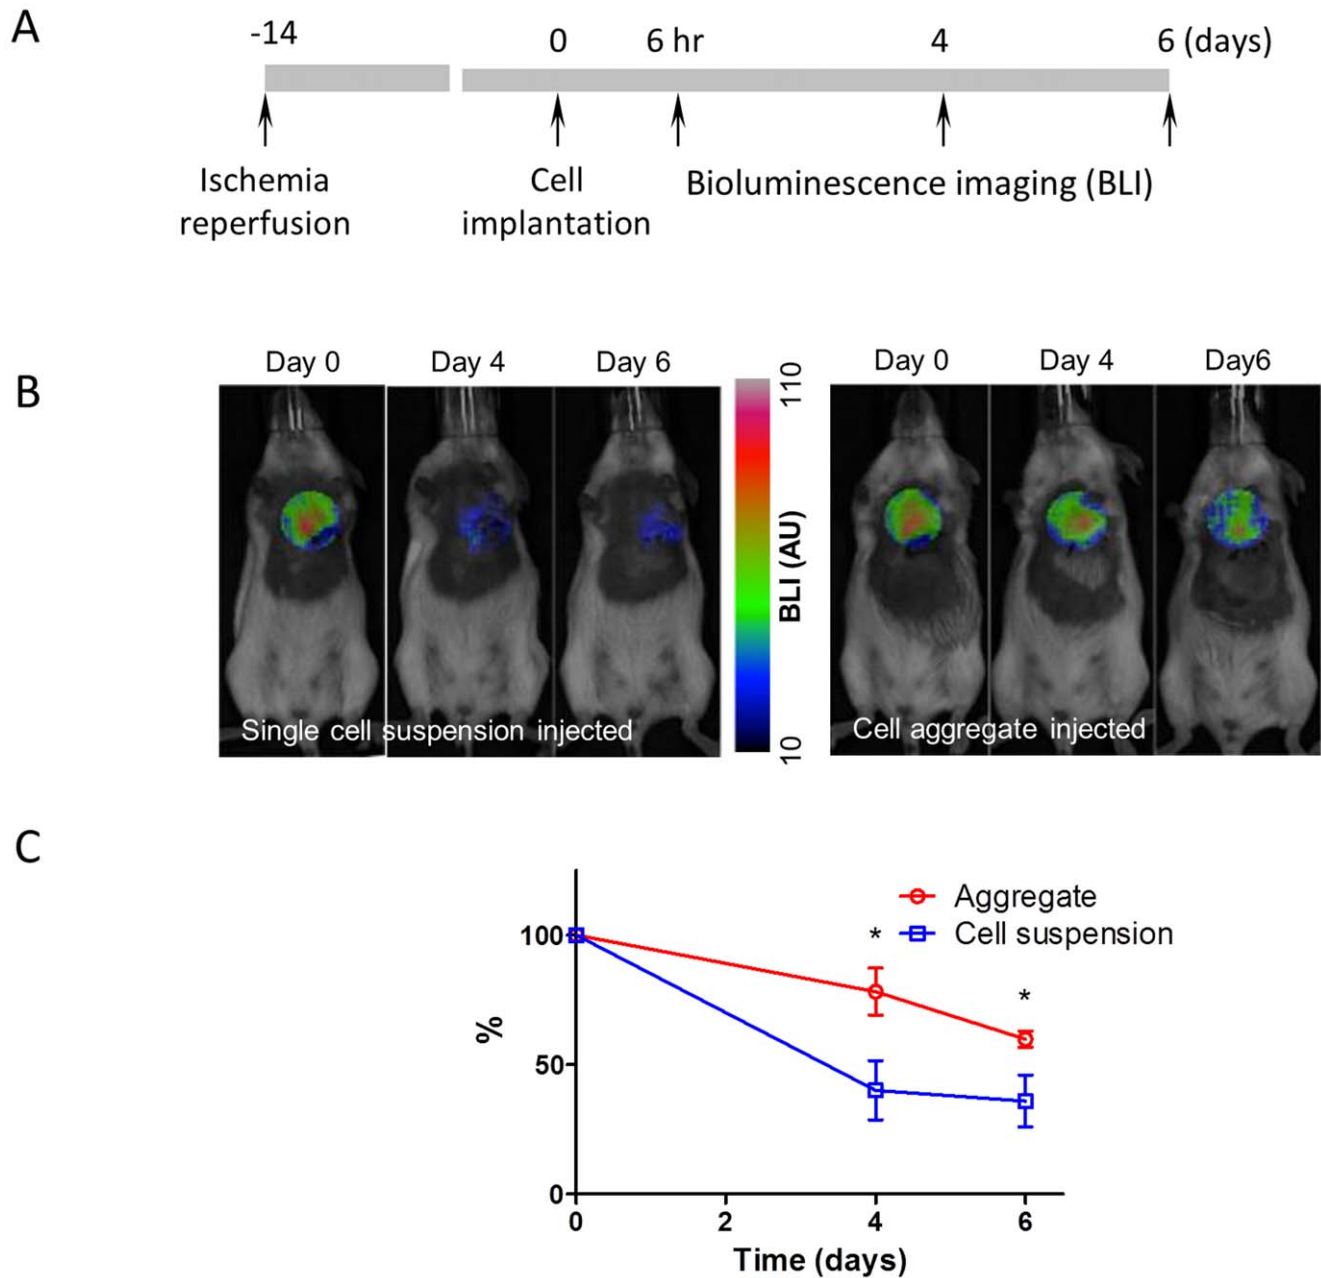 A
-14 0 6 hr 4 6 (days)
Ischemia reperfusion
Cell implantation
Bioluminescence imaging (BLI)
B
Day 0 Day 4 Day 6
Single cell suspension injected
110
BLI (AU)
10
Day 0 Day 4 Day6
Cell aggregate injected
C
Aggregate
* Cell suspension
*
100
50
0
%
0 2 4 6
Time (days)